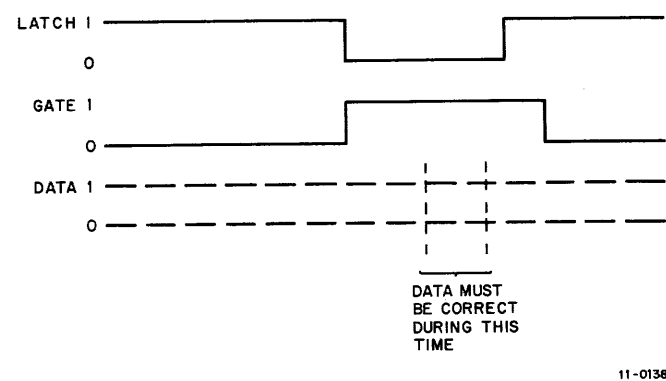 LATCH 1
0
GATE 1
0
DATA 1
0
DATA MUST
BE CORRECT
DURING THIS
TIME
11-0138